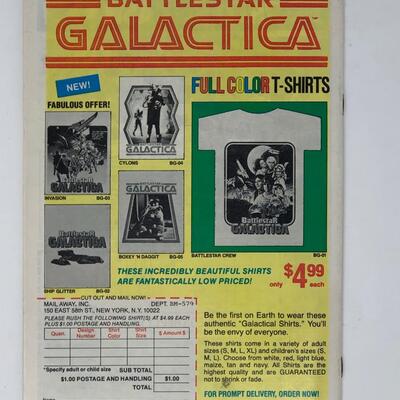 BATTLESTAR
GALACTICA™
NEW!
FABULOUS OFFER!
FULL COLOR T-SHIRTS
Battlestar
GALACTICA
INVASION BG-03
GALACTICA
CYLONS BG-04
SHIP GLITTER BG-02
GALACTICA
BOXEY 'N DAGGIT BG-05
Battlestar
GALACTICA
BATTLESTAR CREW BG-01
THESE INCREDIBLY BEAUTIFUL SHIRTS
ARE FANTASTICALLY LOW PRICED!
only $4.99 each
CUT OUT AND MAIL NOW!
MAIL AWAY, INC. DEPT. BM-579
150 EAST 58th ST., NEW YORK, N.Y. 10022
PLEASE RUSH THE FOLLOWING SHIRT(S) AT $4.99 EACH
PLUS $1.00 POSTAGE AND HANDLING.
Quan. Design Number Shirt Color *Shirt Size $ Amount $
*Specify adult or child size SUB TOTAL
$1.00 POSTAGE AND HANDLING $1.00
TOTAL
Name
Be the first on Earth to wear these
authentic "Galactical Shirts." You'll
be the envy of everyone.
These shirts come in a variety of adult
sizes (S, M, L, XL) and children's sizes (S,
M, L). Choose from white, red, light blue,
maize, tan and navy. All Shirts are the
highest quality and are GUARANTEED
not to shrink or fade.
FOR PROMPT DELIVERY, ORDER NOW!